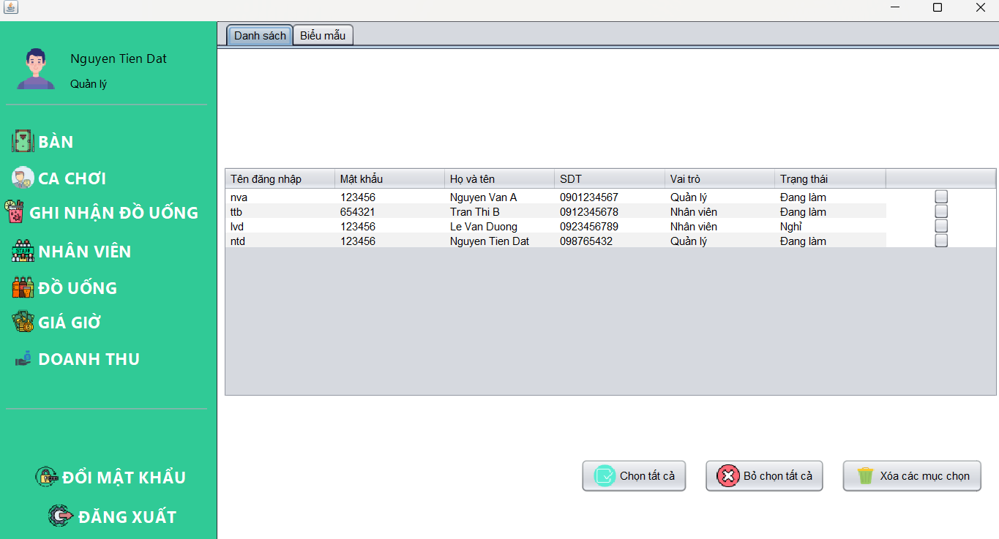 Nguyen Tien Dat
Quản lý
BÀN
CA CHƠI
GHI NHẬN ĐỒ UỐNG
STAFF
NHÂN VIÊN
ĐỒ UỐNG
GIÁ GIỜ
DOANH THU
ĐỔI MẬT KHẨU
ĐĂNG XUẤT
Danh sách Biểu mẫu
Tên đăng nhập Mật khẩu Họ và tên SDT Vai trò Trạng thái
nva 123456 Nguyen Van A 0901234567 Quản lý Đang làm
ttb 654321 Tran Thi B 0912345678 Nhân viên Đang làm
lvd 123456 Le Van Duong 0923456789 Nhân viên Nghỉ
ntd 123456 Nguyen Tien Dat 098765432 Quản lý Đang làm
Chọn tất cả Bỏ chọn tất cả Xóa các mục chọn